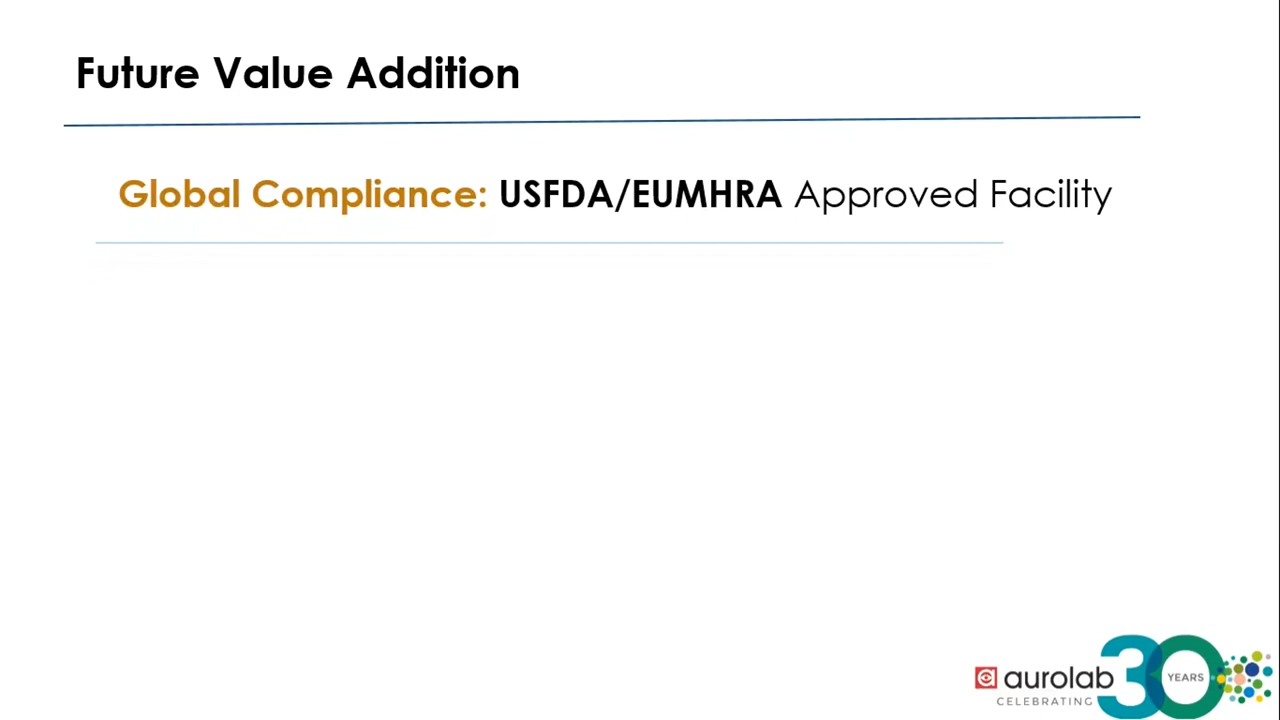 Future Value Addition
Global Compliance: USFDA/EUMHRA Approved Facility
aurolab
CELEBRATING
30
YEARS